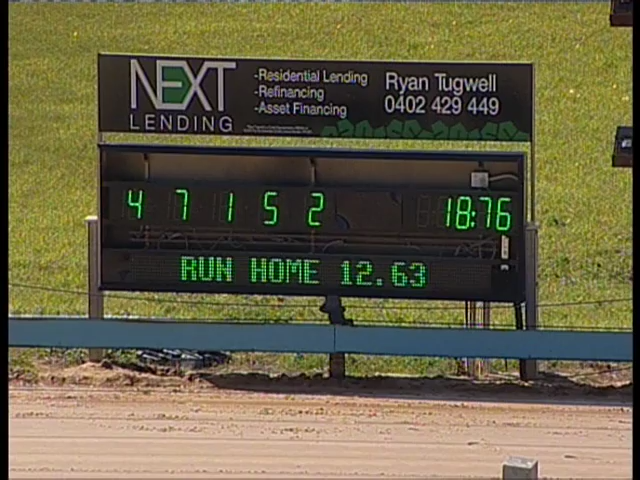 NEXT
LENDING
-Residential Lending
-Refinancing
-Asset Financing
Ryan Tugwell
0402 429 449
4 7 1 5 2 18:76
RUN HOME 12.63